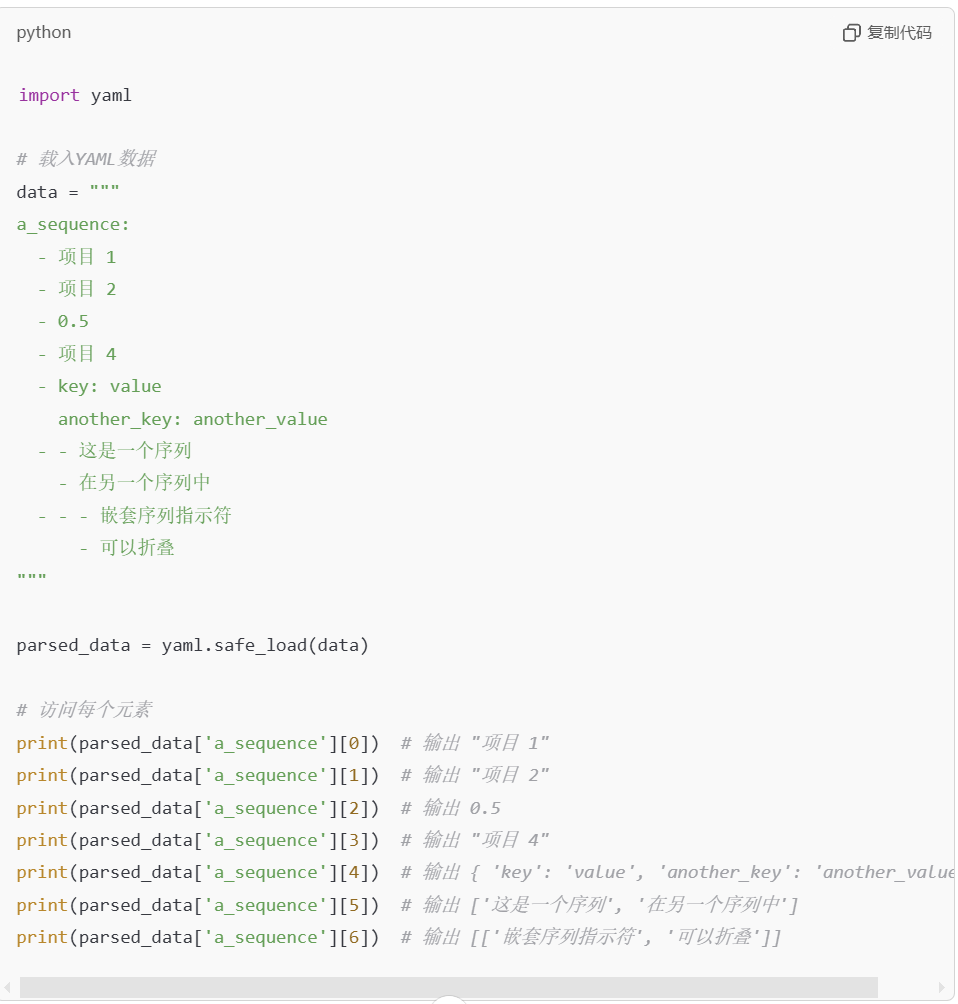 python
复制代码
import yaml
# 载入YAML数据
data = """
a_sequence:
  - 项目 1
  - 项目 2
  - 0.5
  - 项目 4
  - key: value
    another_key: another_value
  - - 这是一个序列
    - 在另一个序列中
  - - - 嵌套序列指示符
      - 可以折叠
"""
parsed_data = yaml.safe_load(data)
# 访问每个元素
print(parsed_data['a_sequence'][0])  # 输出 "项目 1"
print(parsed_data['a_sequence'][1])  # 输出 "项目 2"
print(parsed_data['a_sequence'][2])  # 输出 0.5
print(parsed_data['a_sequence'][3])  # 输出 "项目 4"
print(parsed_data['a_sequence'][4])  # 输出 { 'key': 'value', 'another_key': 'another_value
print(parsed_data['a_sequence'][5])  # 输出 ['这是一个序列', '在另一个序列中']
print(parsed_data['a_sequence'][6])  # 输出 [['嵌套序列指示符', '可以折叠']]